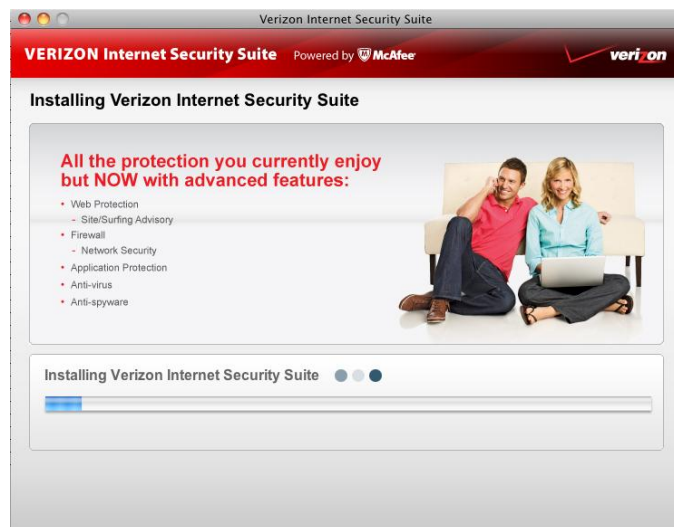 Verizon Internet Security Suite
VERIZON Internet Security Suite Powered by McAfee verizon
Installing Verizon Internet Security Suite
All the protection you currently enjoy
but NOW with advanced features:
• Web Protection
- Site/Surfing Advisory
• Firewall
- Network Security
• Application Protection
• Anti-virus
• Anti-spyware
Installing Verizon Internet Security Suite